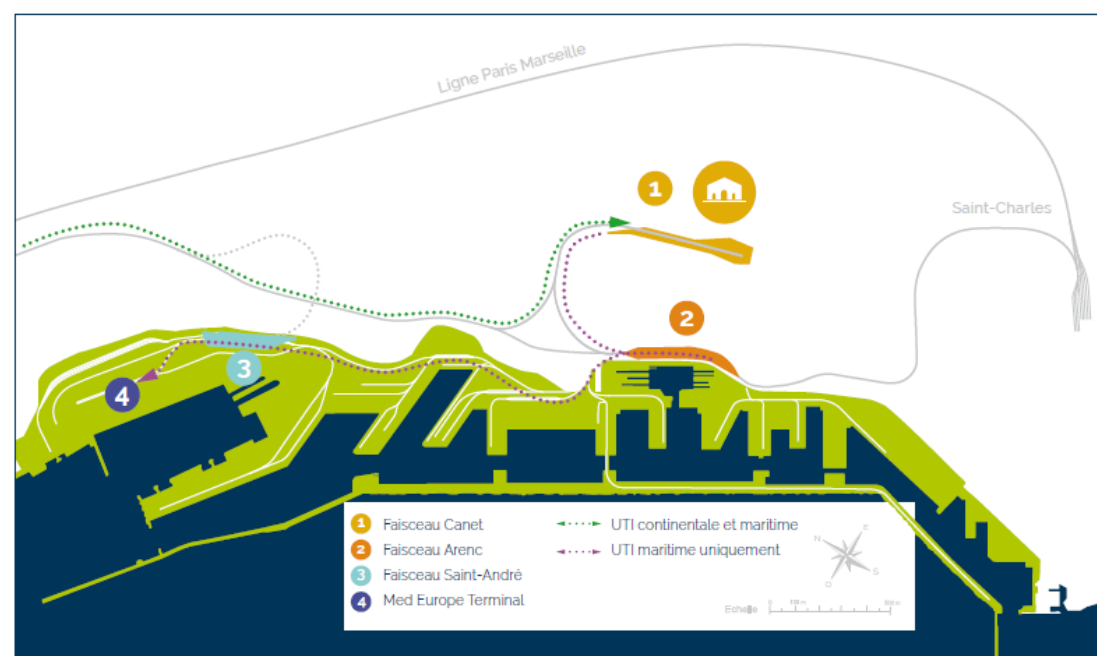 Ligne Paris Marseille
1
Saint-Charles
2
3
4
1 Faisceau Canet
2 Faisceau Arenc
3 Faisceau Saint-André
4 Med Europe Terminal
UTI continentale et maritime
UTI maritime uniquement
N
E
S
O
Echelle
0